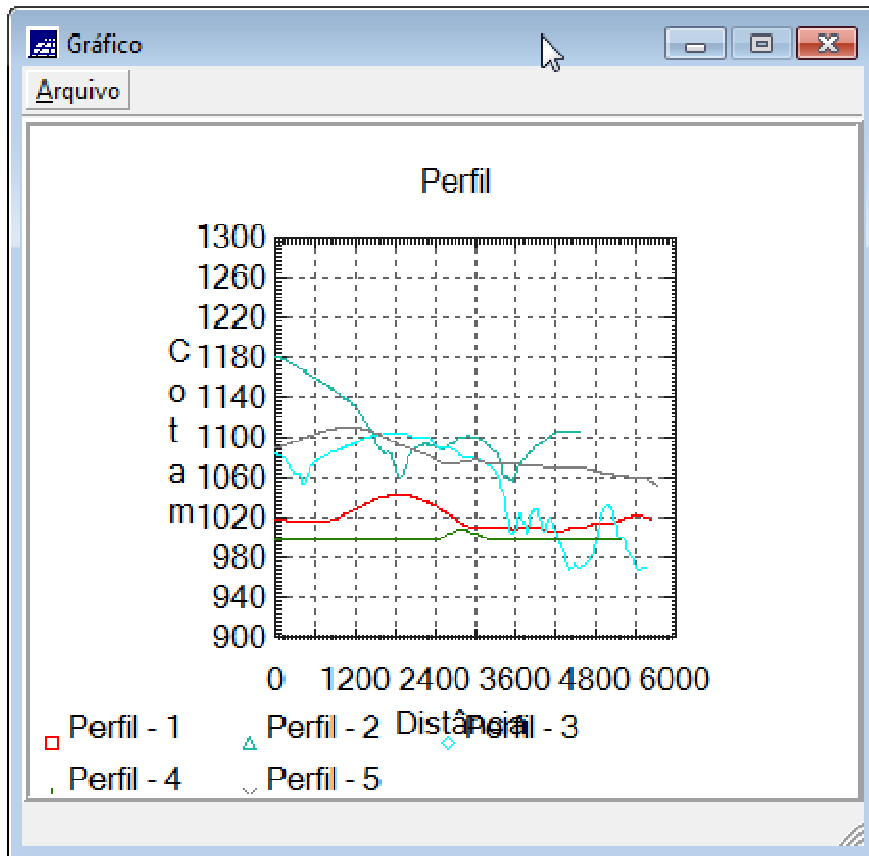 Gráfico
Arquivo
Perfil
1300
1260
1220
1180
1140
1100
1060
1020
980
940
900
Cota m
0 1200 2400 3600 4800 6000
Distância
Perfil - 1 Perfil - 2 Perfil - 3
Perfil - 4 Perfil - 5